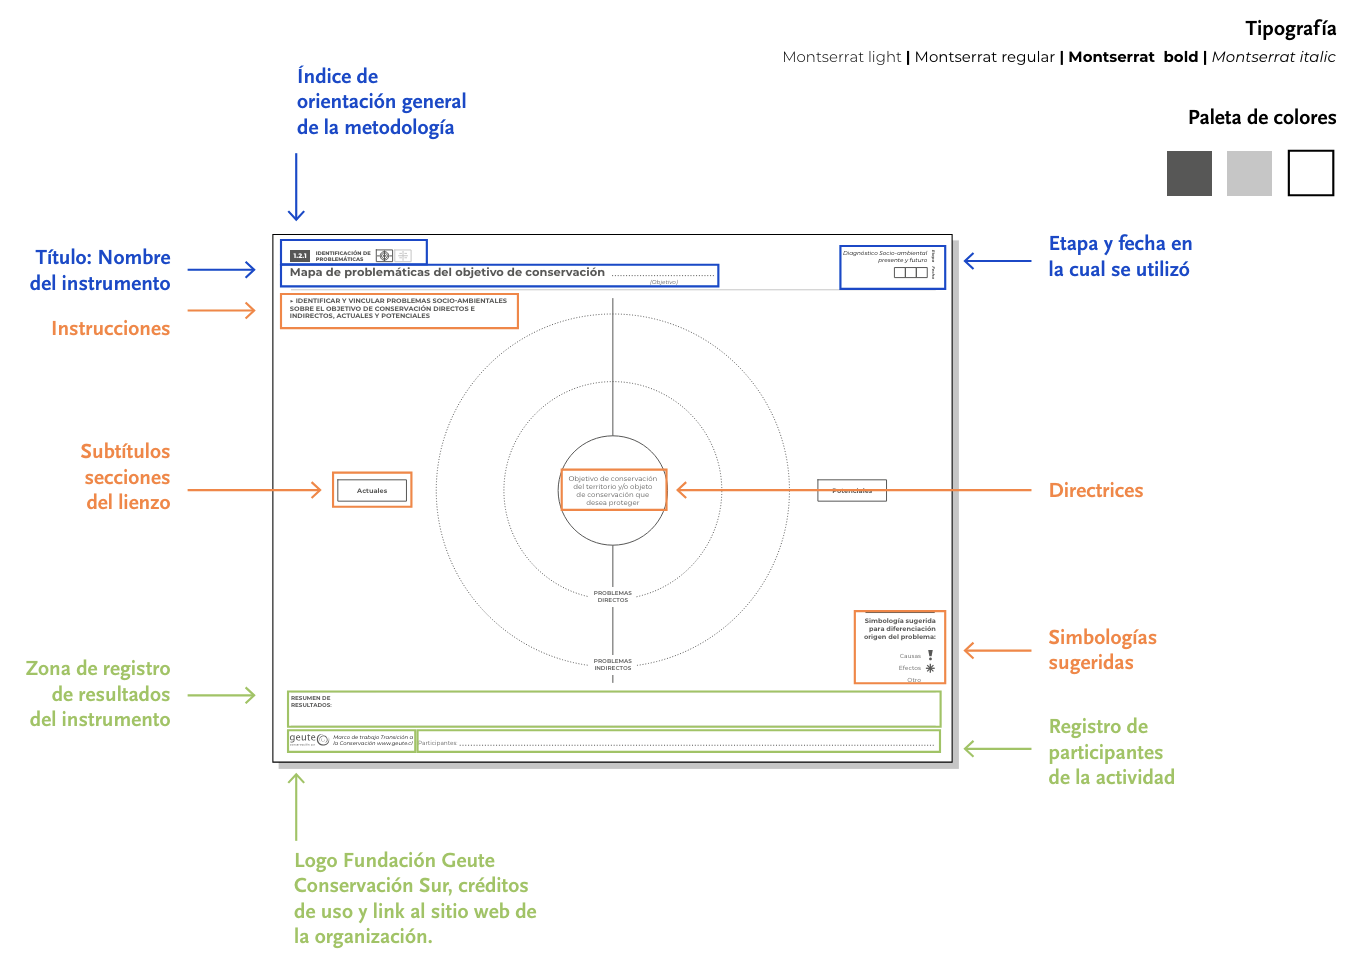 Tipografía
Montserrat light | Montserrat regular | Montserrat bold | Montserrat italic
Paleta de colores
Índice de
orientación general
de la metodología
Título: Nombre
del instrumento
Instrucciones
Subtítulos
secciones
del lienzo
Zona de registro
de resultados
del instrumento
1.2.1
IDENTIFICACIÓN DE
PROBLEMÁTICAS
Mapa de problemáticas del objetivo de conservación
(Objetivo)
Diagnóstico Socio-ambiental
presente y futuro
Etapa
Fecha
• IDENTIFICAR Y VINCULAR PROBLEMAS SOCIO-AMBIENTALES
SOBRE EL OBJETIVO DE CONSERVACIÓN DIRECTOS E
INDIRECTOS, ACTUALES Y POTENCIALES
Actuales
Objetivo de conservación
del territorio y/o objeto
de conservación que
desea proteger
Potenciales
PROBLEMAS
DIRECTOS
PROBLEMAS
INDIRECTOS
Simbología sugerida
para diferenciación
origen del problema:
Causas
Efectos
Otro
RESUMEN DE
RESULTADOS:
geute
Marco de trabajo Transición a
la Conservación www.geute.cl
Participantes
Etapa y fecha en
la cual se utilizó
Directrices
Simbologías
sugeridas
Registro de
participantes
de la actividad
Logo Fundación Geute
Conservación Sur, créditos
de uso y link al sitio web de
la organización.